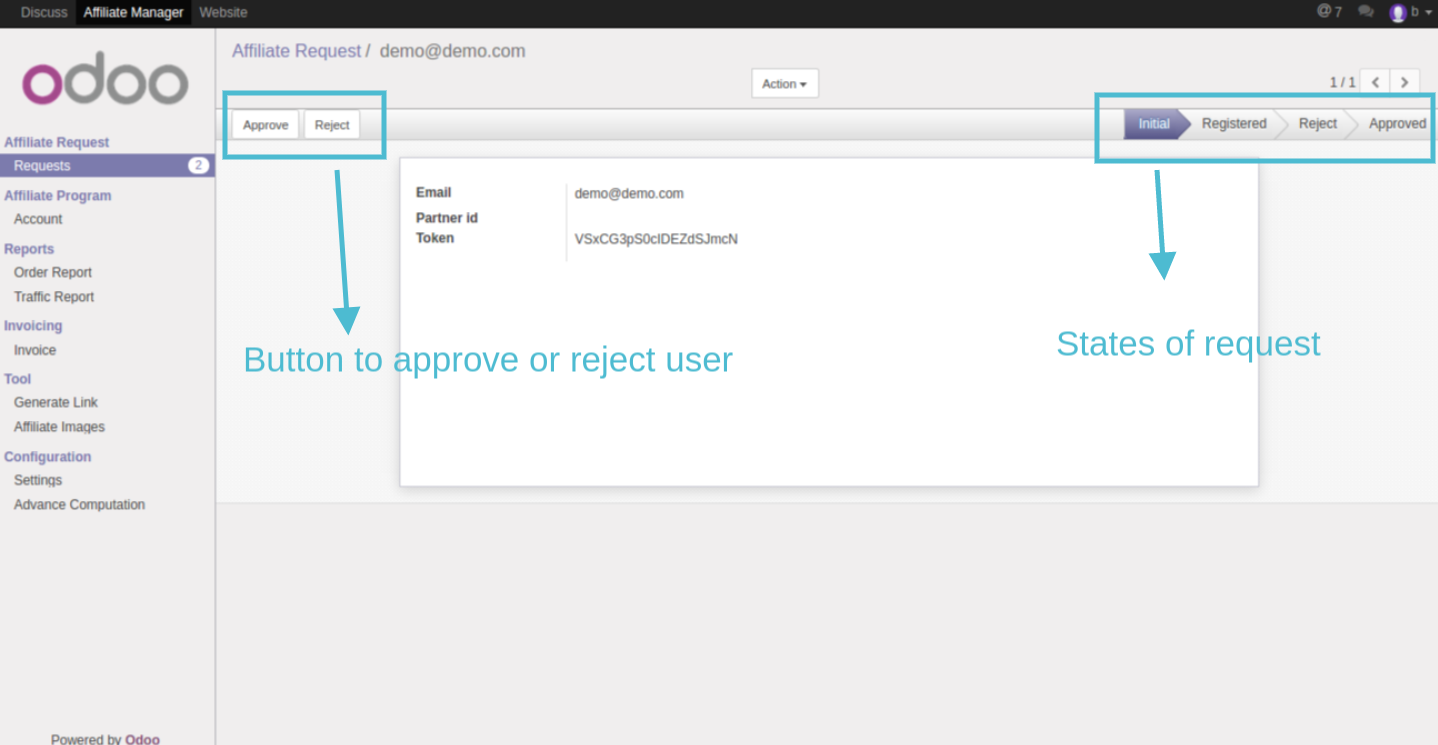 Discuss Affiliate Manager Website @ 7 b
odoo
Affiliate Request / demo@demo.com
Action
1 / 1
Approve Reject
Initial Registered Reject Approved
Affiliate Request
Requests 2
Affiliate Program
Account
Reports
Order Report
Traffic Report
Invoicing
Invoice
Tool
Generate Link
Affiliate Images
Configuration
Settings
Advance Computation
Email demo@demo.com
Partner id
Token VSxCG3pS0cIDEZdSJmcN
Button to approve or reject user
States of request
Powered by Odoo